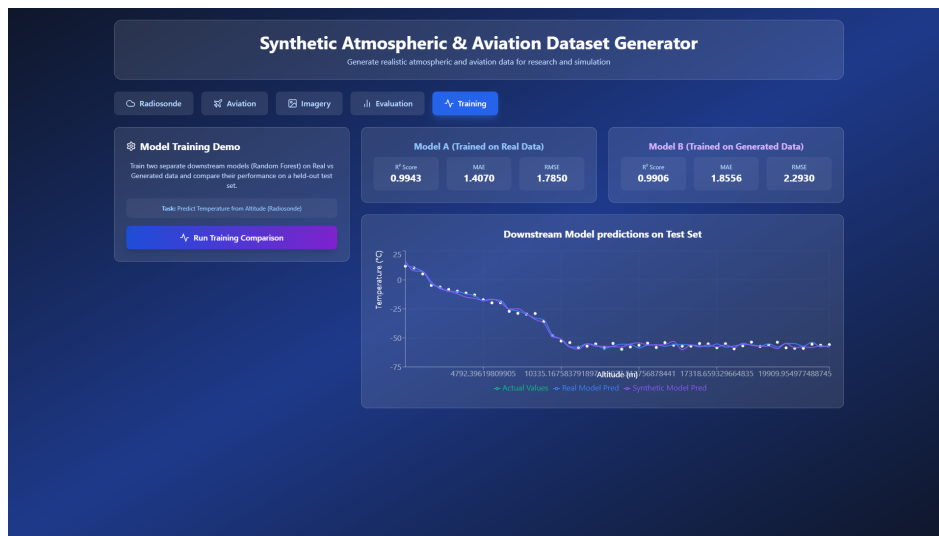 Synthetic Atmospheric & Aviation Dataset Generator
Generate realistic atmospheric and aviation data for research and simulation
Radiosonde
Aviation
Imagery
Evaluation
Training
Model Training Demo
Train two separate downstream models (Random Forest) on Real vs
Generated data and compare their performance on a held-out test
set.
Task: Predict Temperature from Altitude (Radiosonde)
Run Training Comparison
Model A (Trained on Real Data)
R² Score
MAE
RMSE
0.9943
1.4070
1.7850
Model B (Trained on Generated Data)
R² Score
MAE
RMSE
0.9906
1.8556
2.2930
Downstream Model predictions on Test Set
Temperature (°C)
25
0
-25
-50
-75
4792.39619809905
17318.659329664835
19909.954977488745
Altitude (m)
Actual Values
Real Model Pred
Synthetic Model Pred